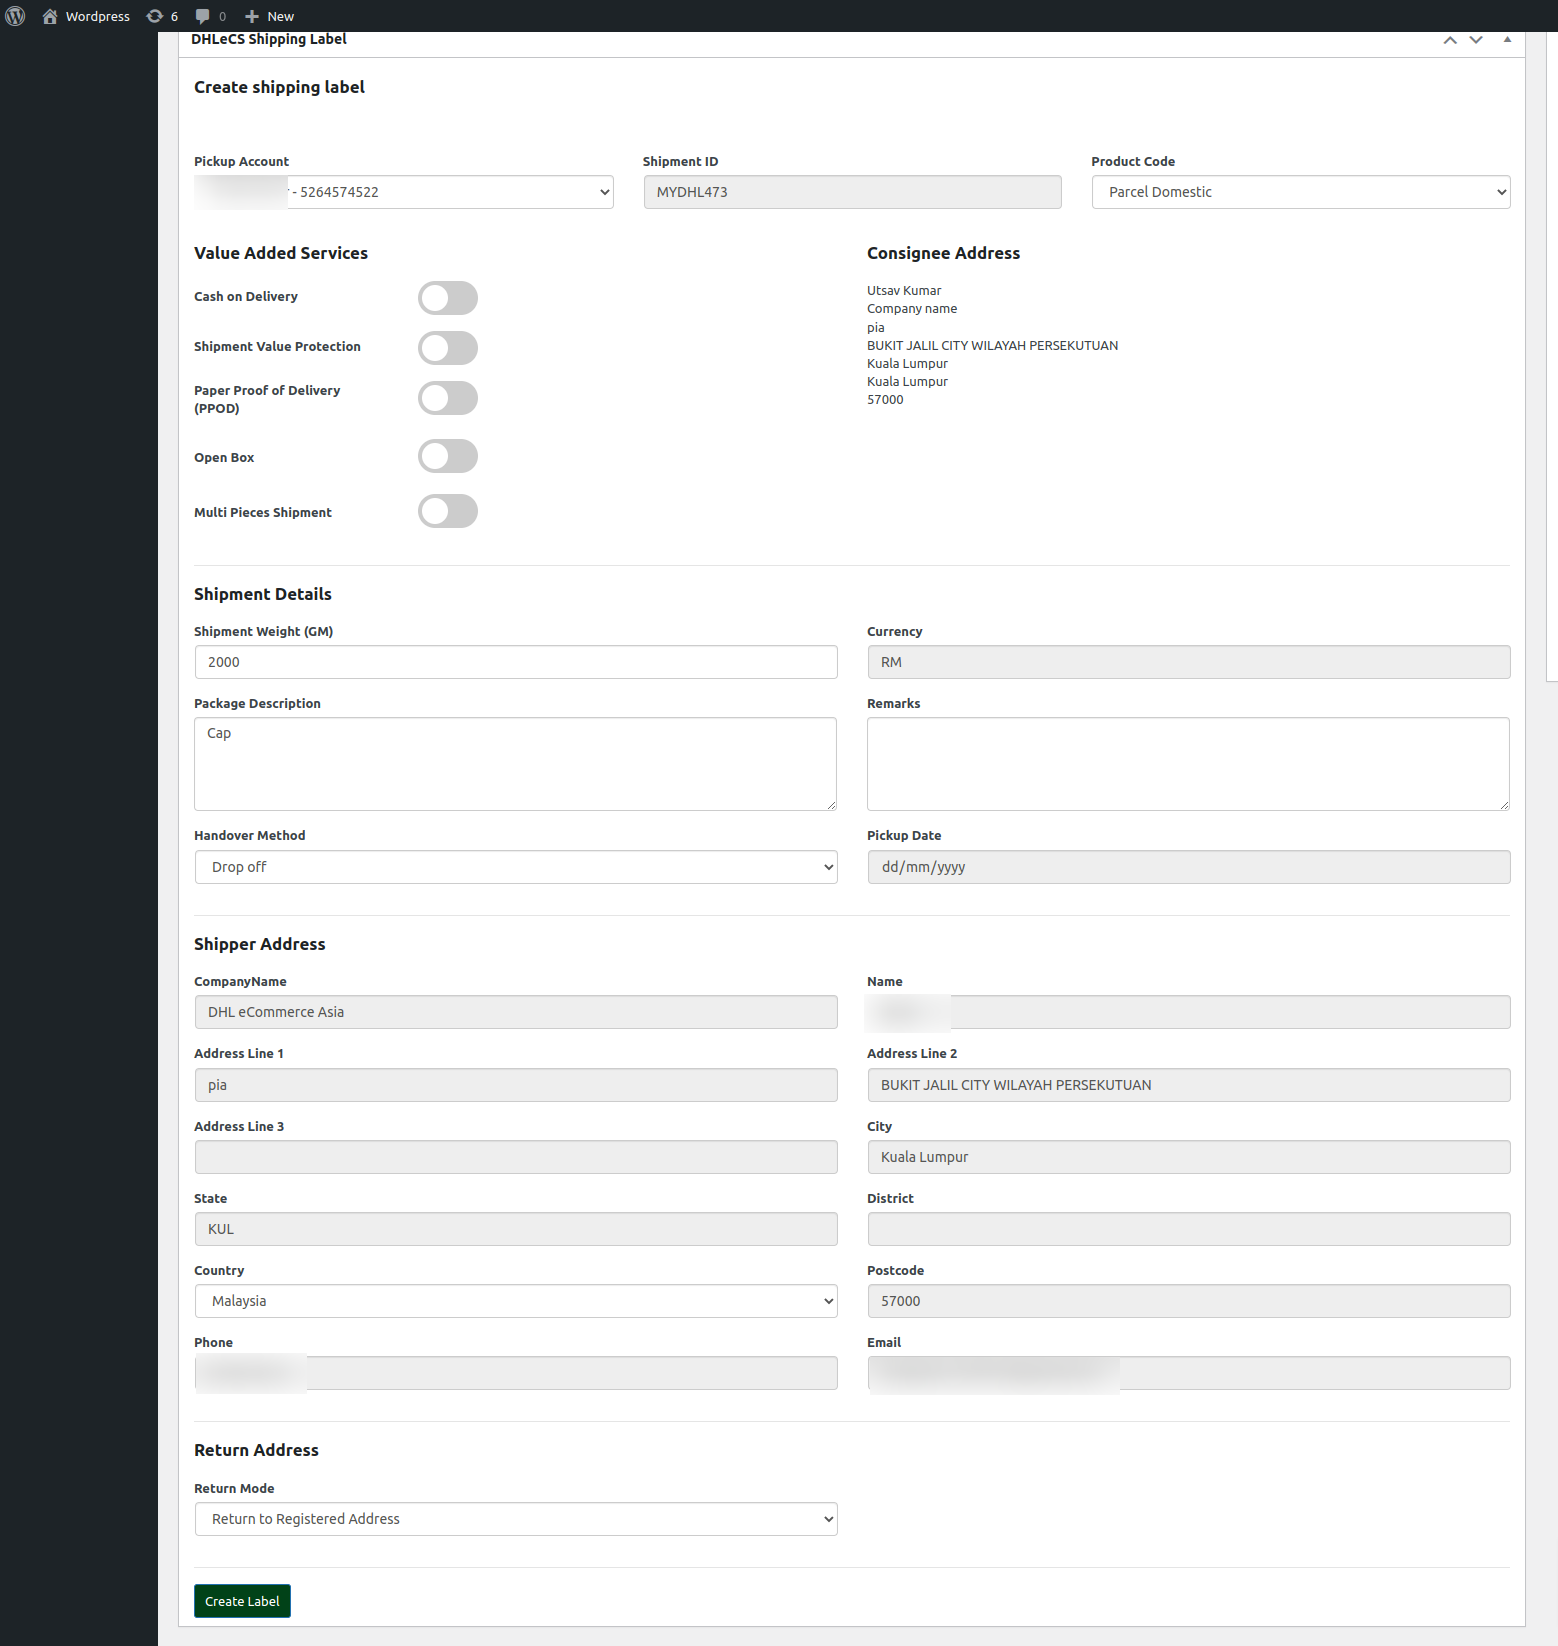 Wordpress 6 0 New
DHLeCS Shipping Label
Create shipping label
Pickup Account Shipment ID Product Code
- 5264574522 MYDHL473 Parcel Domestic
Value Added Services
Cash on Delivery
Shipment Value Protection
Paper Proof of Delivery
(PPOD)
Open Box
Multi Pieces Shipment
Consignee Address
Utsav Kumar
Company name
pia
BUKIT JALIL CITY WILAYAH PERSEKUTUAN
Kuala Lumpur
Kuala Lumpur
57000
Shipment Details
Shipment Weight (GM) Currency
2000 RM
Package Description Remarks
Cap
Handover Method Pickup Date
Drop off dd/mm/yyyy
Shipper Address
CompanyName Name
DHL eCommerce Asia
Address Line 1 Address Line 2
pia BUKIT JALIL CITY WILAYAH PERSEKUTUAN
Address Line 3 City
Kuala Lumpur
State District
KUL
Country Postcode
Malaysia 57000
Phone Email
Return Address
Return Mode
Return to Registered Address
Create Label